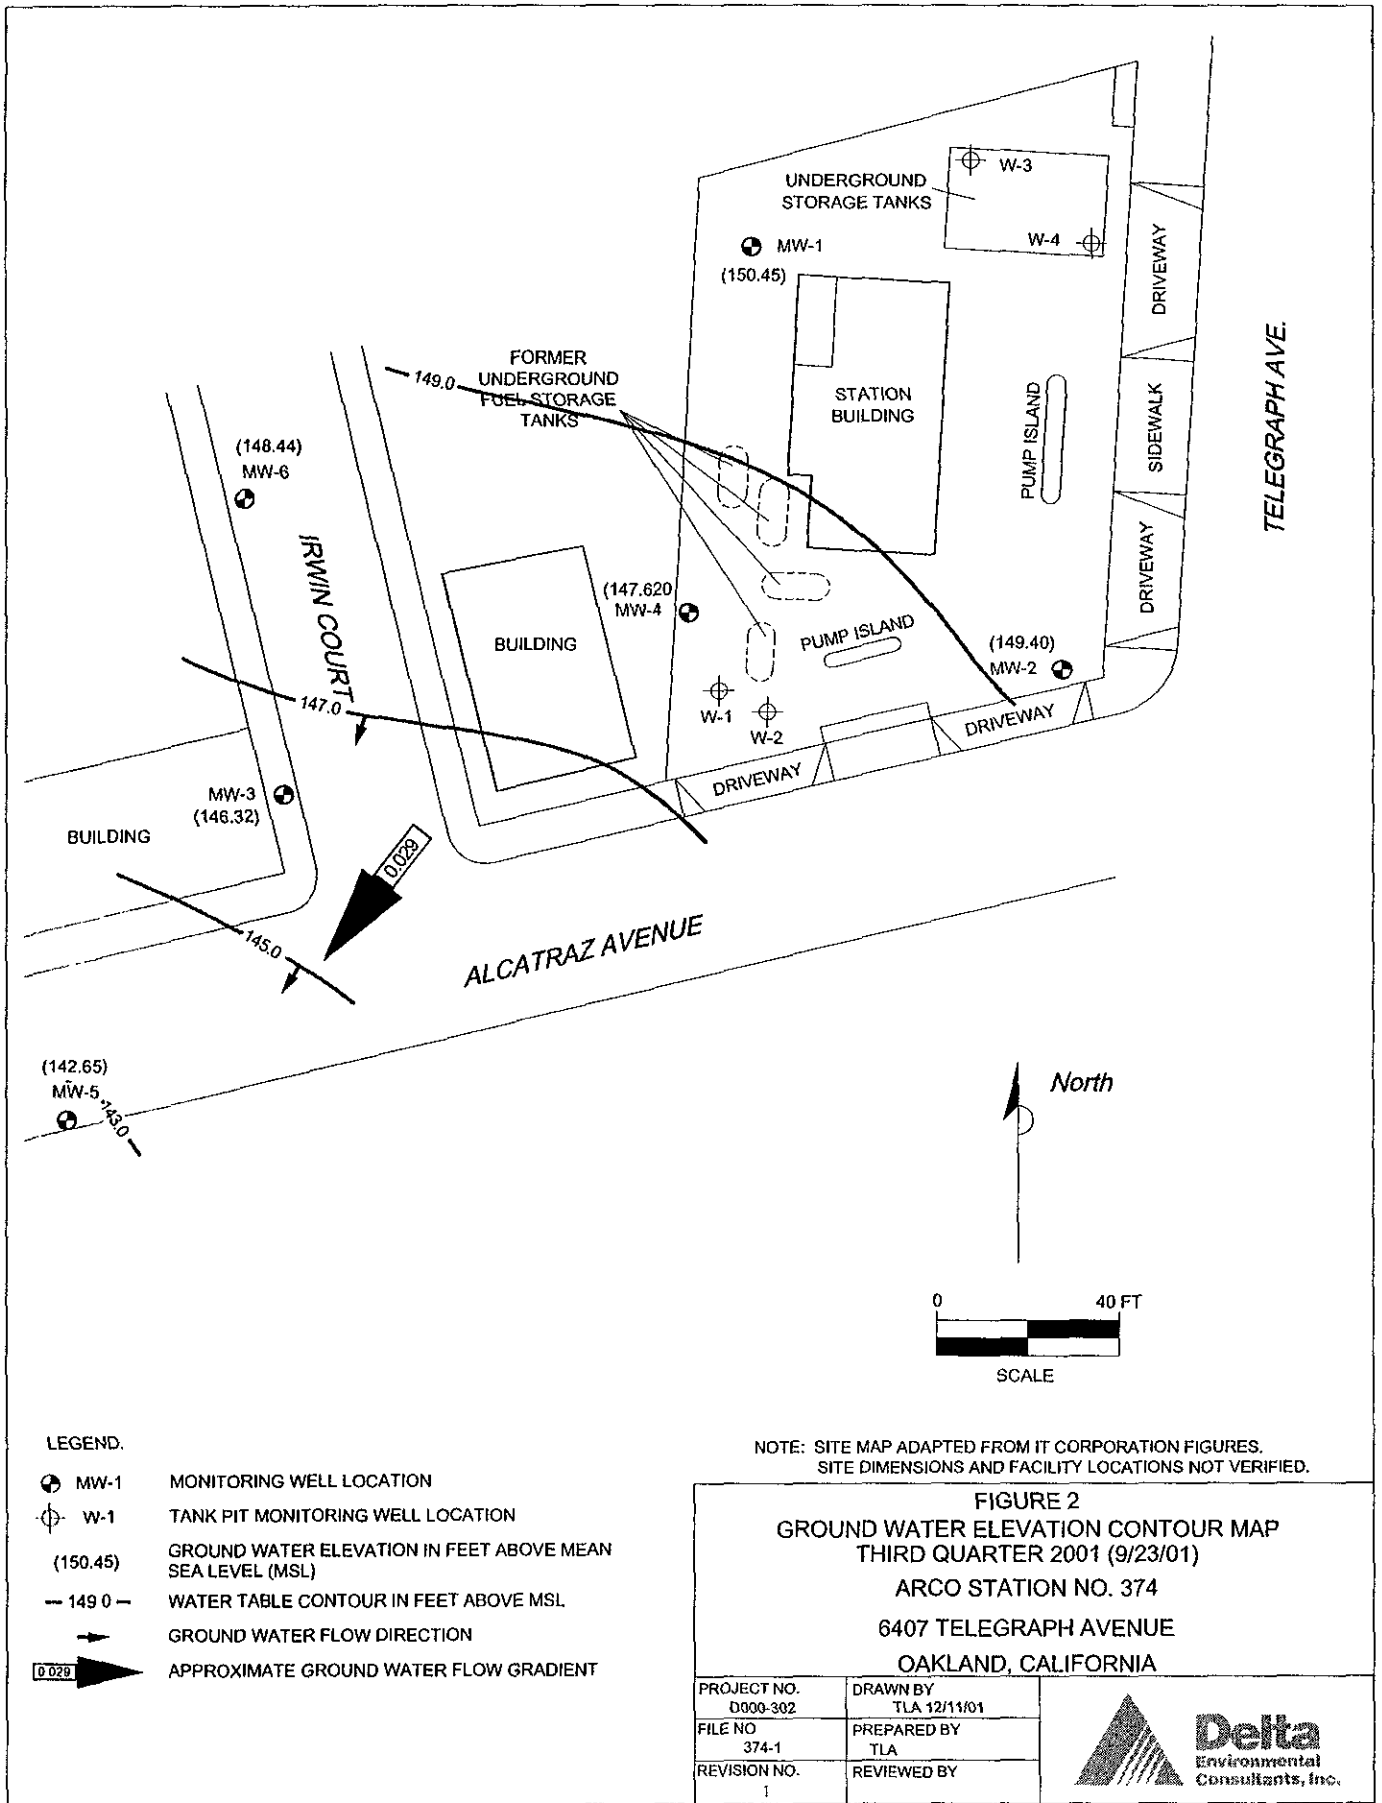 UNDERGROUND
STORAGE TANKS
W-3
W-4
MW-1
(150.45)
DRIVEWAY
SIDEWALK
DRIVEWAY
TELEGRAPH AVE.
FORMER
UNDERGROUND
FUEL STORAGE
TANKS
149.0
STATION
BUILDING
PUMP ISLAND
(148.44)
MW-6
IRWIN COURT
BUILDING
(147.620
MW-4
PUMP ISLAND
(149.40)
MW-2
W-1
W-2
DRIVEWAY
DRIVEWAY
147.0
MW-3
(146.32)
BUILDING
0.029
145.0
ALCATRAZ AVENUE
(142.65)
MW-5
143.0
North
0 40 FT
SCALE
LEGEND.
MW-1 MONITORING WELL LOCATION
W-1 TANK PIT MONITORING WELL LOCATION
(150.45) GROUND WATER ELEVATION IN FEET ABOVE MEAN
SEA LEVEL (MSL)
149 0 WATER TABLE CONTOUR IN FEET ABOVE MSL
GROUND WATER FLOW DIRECTION
0 029 APPROXIMATE GROUND WATER FLOW GRADIENT
NOTE: SITE MAP ADAPTED FROM IT CORPORATION FIGURES.
SITE DIMENSIONS AND FACILITY LOCATIONS NOT VERIFIED.
FIGURE 2
GROUND WATER ELEVATION CONTOUR MAP
THIRD QUARTER 2001 (9/23/01)
ARCO STATION NO. 374
6407 TELEGRAPH AVENUE
OAKLAND, CALIFORNIA
PROJECT NO.
D000-302
DRAWN BY
TLA 12/11/01
FILE NO
374-1
PREPARED BY
TLA
REVISION NO.
1
REVIEWED BY
Delta
Environmental
Consultants, Inc.